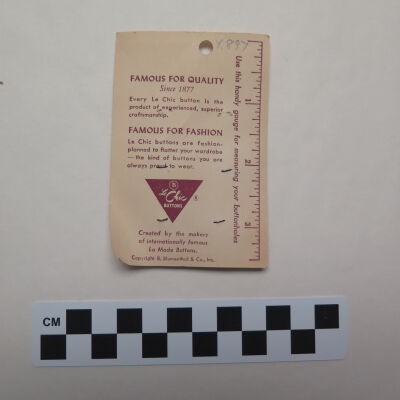 X.897
FAMOUS FOR QUALITY
Since 1877
Every Le Chic button is the
product of experienced, superior
craftsmanship.
FAMOUS FOR FASHION
Le Chic buttons are fashion-
planned to flatter your wardrobe
— the kind of buttons you are
always proud to wear.
B
Le Chic
BUTTONS
®
Created by the makers
of internationally famous
La Mode Buttons.
Copyright B. Blumenthal & Co., Inc.
Use this handy gauge for measuring your buttonholes
1
2
3
CM